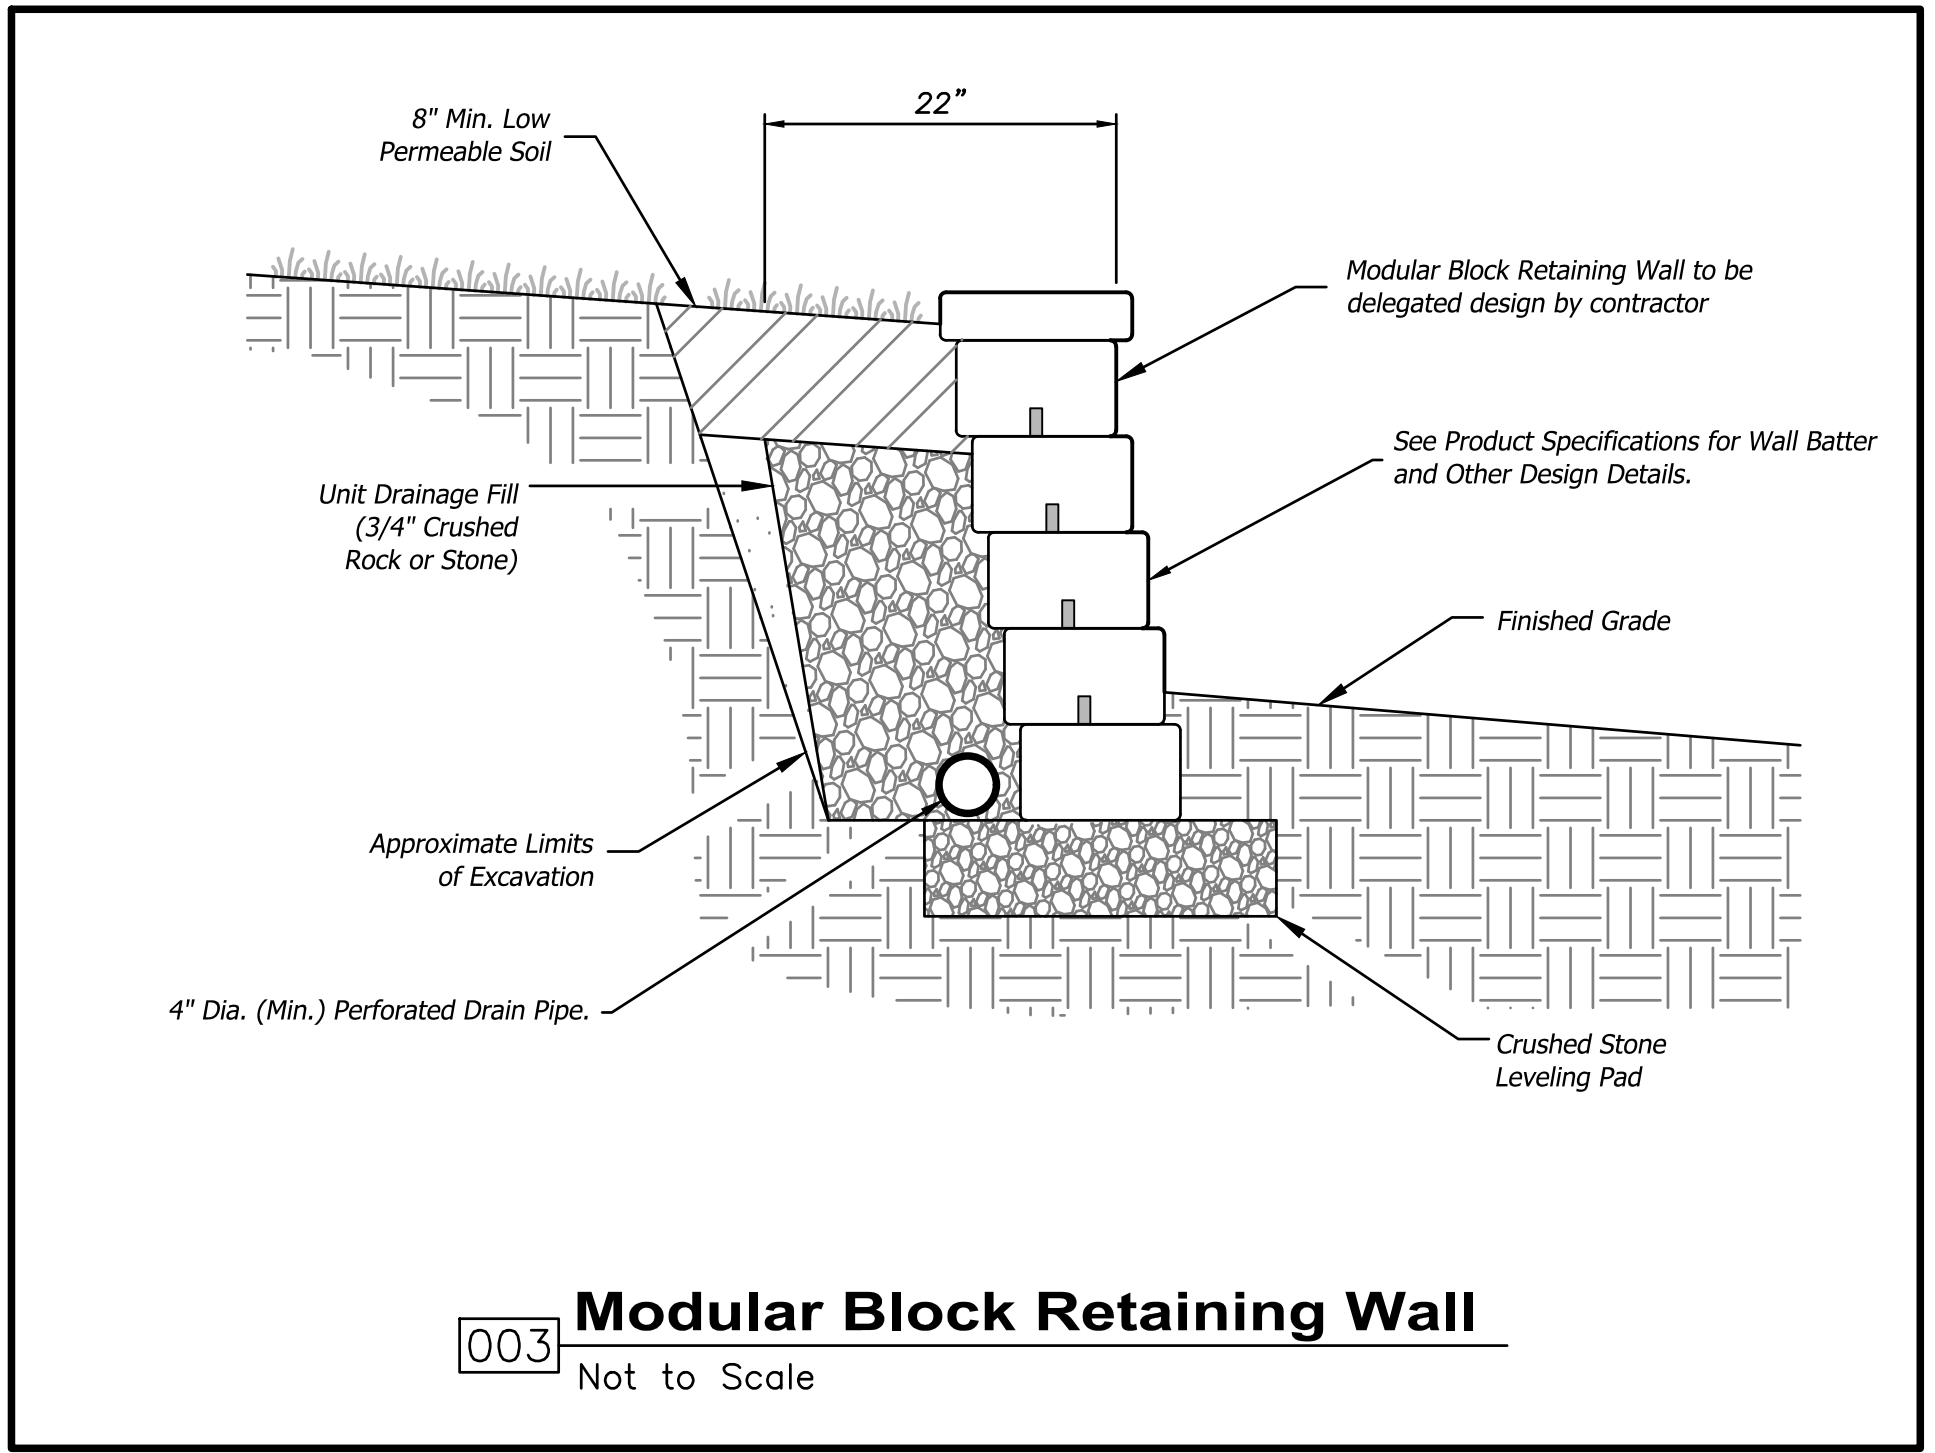 22”
8" Min. Low
Permeable Soil
Modular Block Retaining Wall to be
delegated design by contractor
See Product Specifications for Wall Batter
and Other Design Details.
Unit Drainage Fill
(3/4" Crushed
Rock or Stone)
Finished Grade
Approximate Limits
of Excavation
4" Dia. (Min.) Perforated Drain Pipe.
Crushed Stone
Leveling Pad
003
Modular Block Retaining Wall
Not to Scale